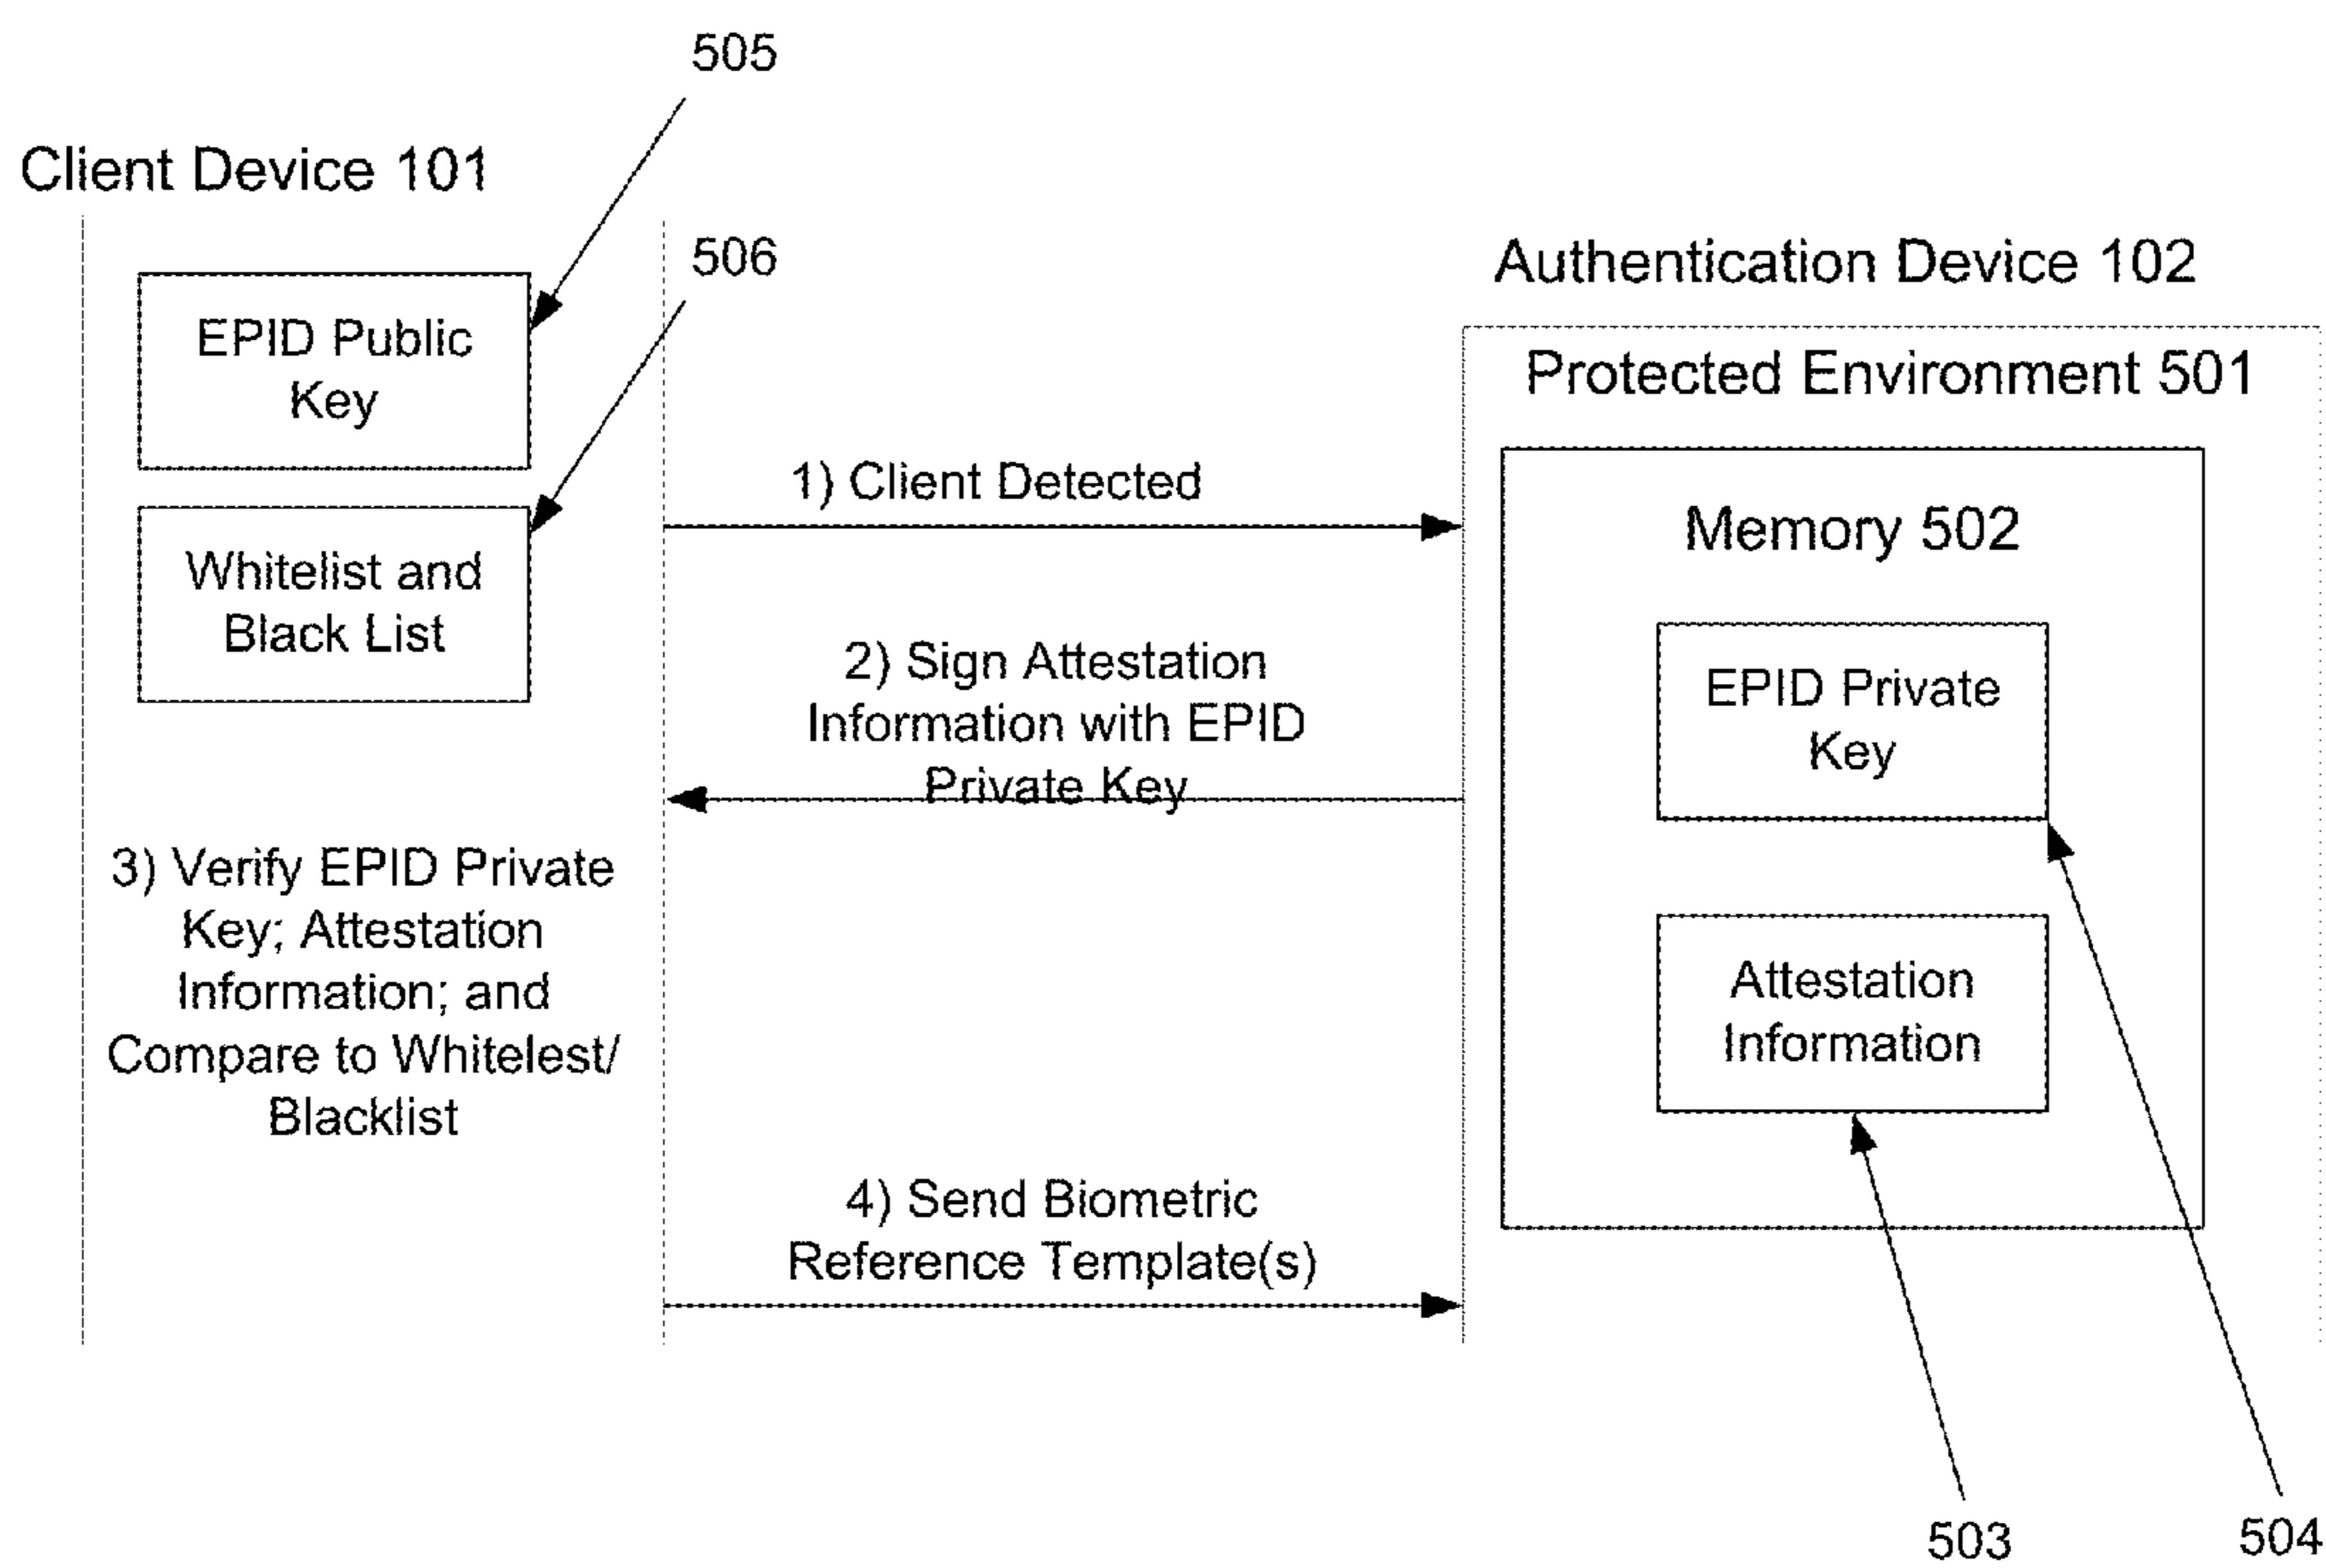 505
Client Device 101
506
EPID Public
Key
Whitelist and
Black List
Authentication Device 102
Protected Environment 501
1) Client Detected
Memory 502
2) Sign Attestation
Information with EPID
Private Key
EPID Private
Key
3) Verify EPID Private
Key; Attestation
Information; and
Compare to Whitelest/
Blacklist
Attestation
Information
4) Send Biometric
Reference Template(s)
503
504